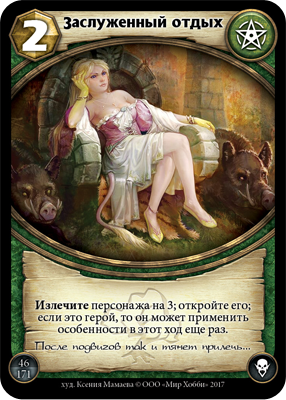 2
Заслуженный отдых
Излечите персонажа на 3; откройте его;
если это герой, то он может применить
особенности в этот ход еще раз.
После подвигов так и тянет прилечь...
46
171
худ. Ксения Мамаева © ООО «Мир Хобби» 2017